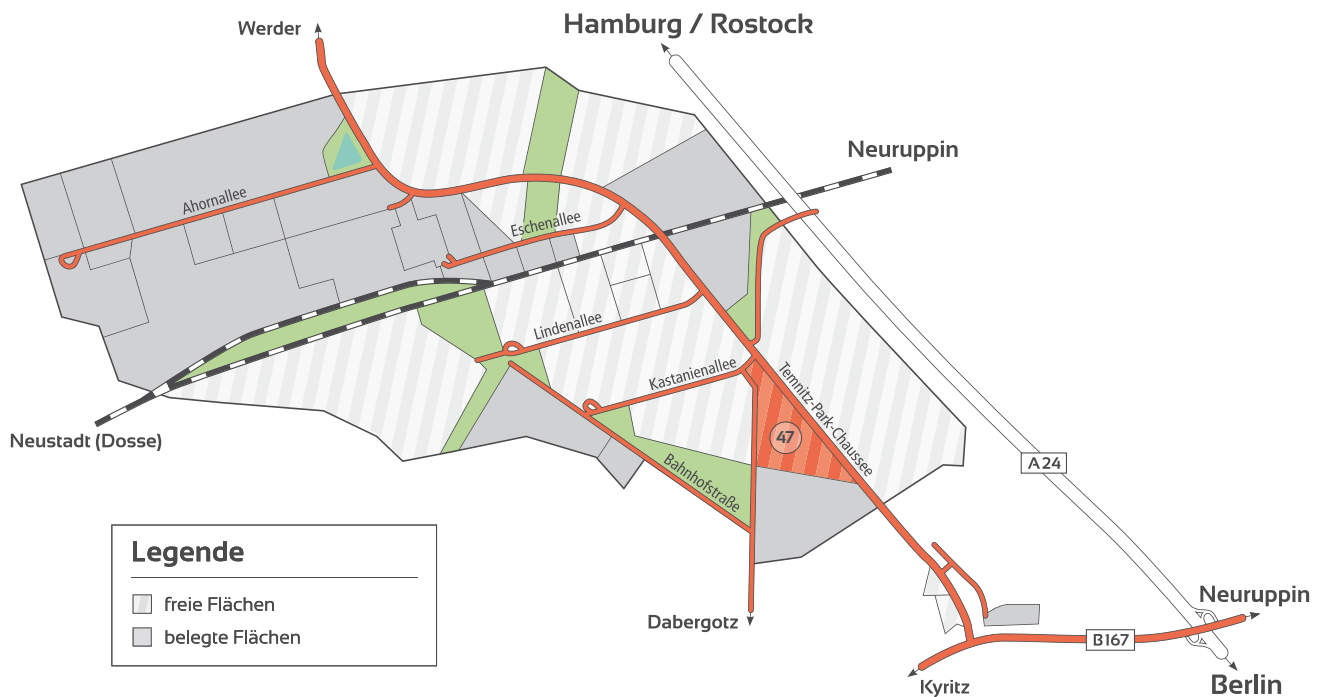 Hamburg / Rostock
Werder
Neuruppin
Ahornallee
Eschenallee
Lindenallee
Kastanienallee
Temnitz-Park-Chaussee
Neustadt (Dosse)
47
A 24
Bahnhofstraße
Legende
freie Flächen
belegte Flächen
Dabergotz
Neuruppin
B167
Kyritz
Berlin